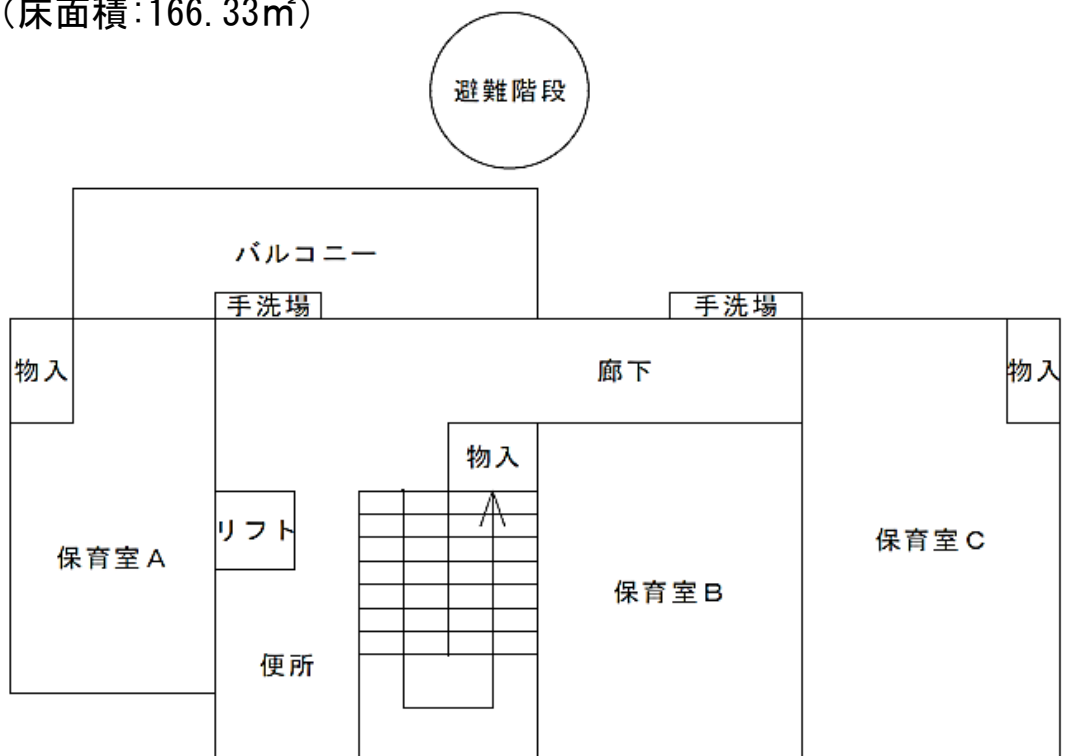 (床面積:166.33㎡)
避難階段
バルコニー
手洗場
手洗場
物入
廊下
物入
物入
リフト
保育室A
保育室C
保育室B
便所